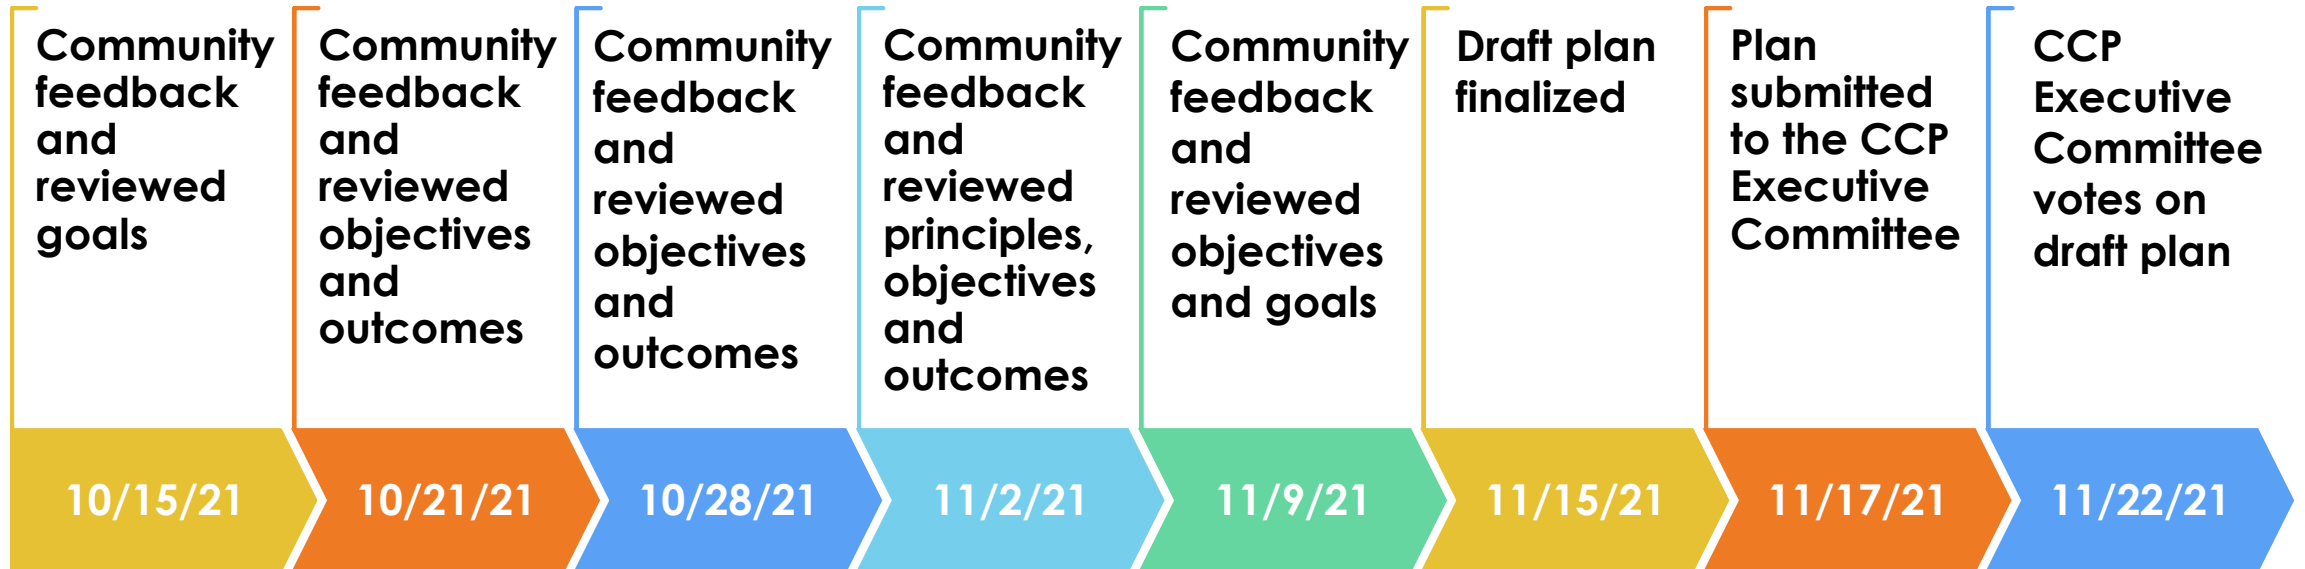 Community
feedback
and
reviewed
goals
Community
feedback
and
reviewed
objectives
and
outcomes
Community
feedback
and
reviewed
objectives
and
outcomes
Community
feedback
and
reviewed
principles,
objectives
and
outcomes
Community
feedback
and
reviewed
objectives
and goals
Draft plan
finalized
Plan
submitted
to the CCP
Executive
Committee
CCP
Executive
Committee
votes on
draft plan
10/15/21
10/21/21
10/28/21
11/2/21
11/9/21
11/15/21
11/17/21
11/22/21